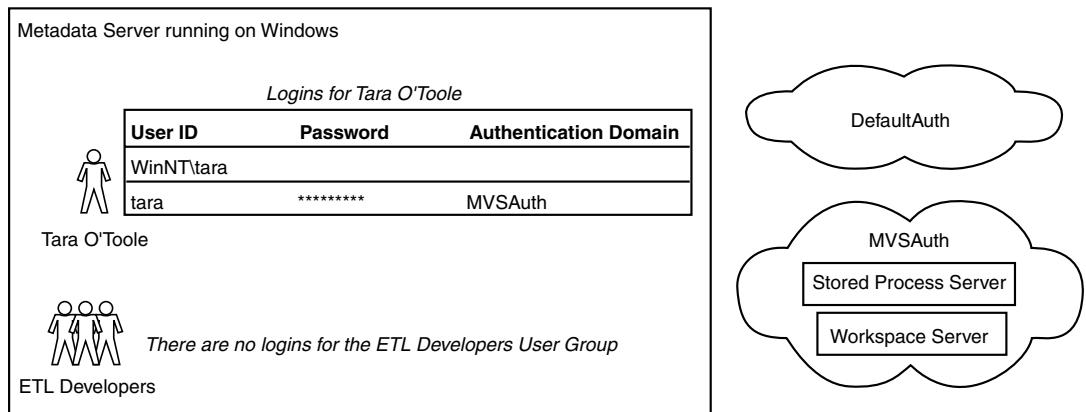 Metadata Server running on Windows
Logins for Tara O'Toole
User ID Password Authentication Domain
WinNT\tara
tara ********* MVSAuth
Tara O'Toole
There are no logins for the ETL Developers User Group
ETL Developers
DefaultAuth
MVSAuth
Stored Process Server
Workspace Server